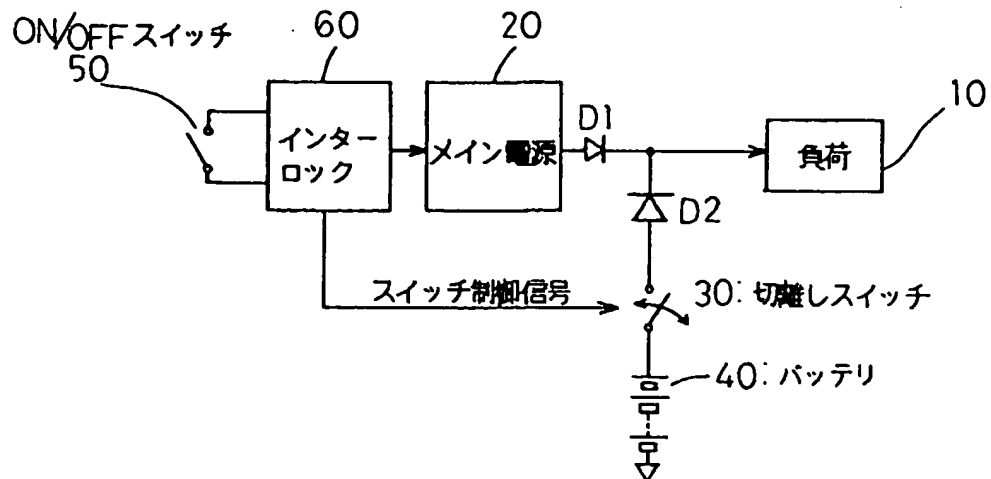 ON/OFFスイッチ
50
60
20
10
インター
ロック
メイン電源
D1
負荷
D2
スイッチ制御信号
30:切離しスイッチ
40:バッテリ